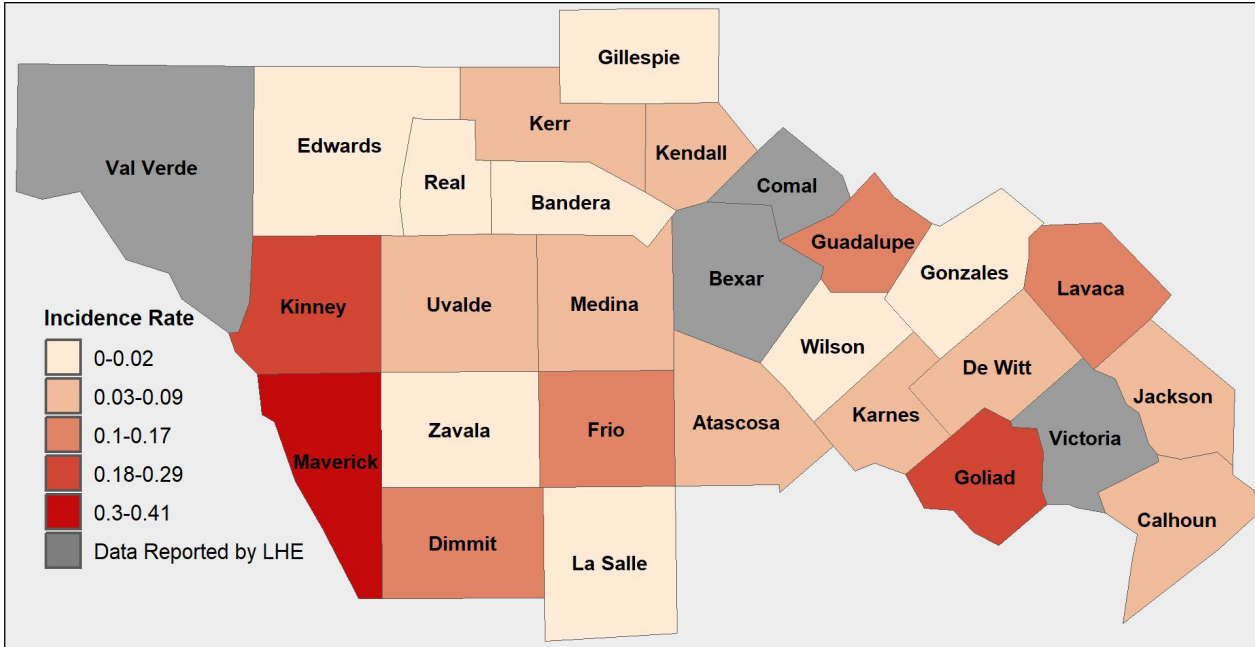 Gillespie
Kerr
Edwards
Kendall
Val Verde
Real
Comal
Bandera
Guadalupe
Gonzales
Bexar
Lavaca
Kinney
Uvalde
Medina
Incidence Rate
0-0.02
0.03-0.09
0.1-0.17
0.18-0.29
0.3-0.41
Data Reported by LHE
Wilson
De Witt
Jackson
Karnes
Atascosa
Zavala
Frio
Victoria
Maverick
Goliad
Calhoun
Dimmit
La Salle